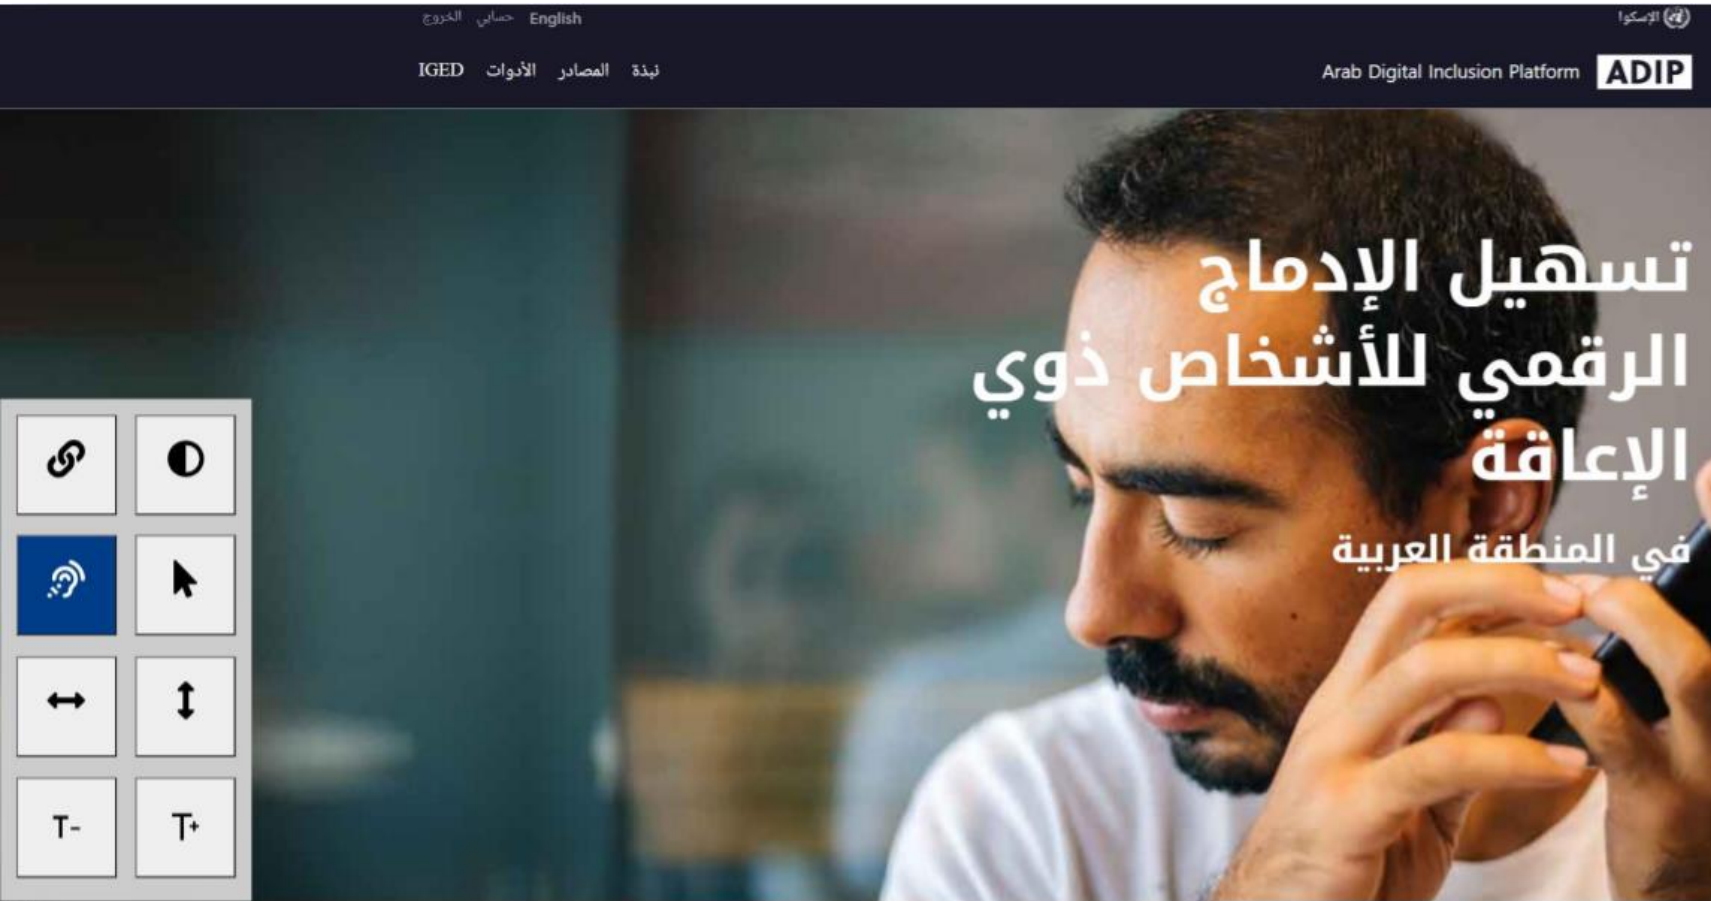 الإسكوا
English حسابي الخروج
ADIP Arab Digital Inclusion Platform
نبذة المصادر الأدوات IGED
تسهيل الإدماج
الرقمي للأشخاص ذوي
الإعاقة
في المنطقة العربية
T- T+